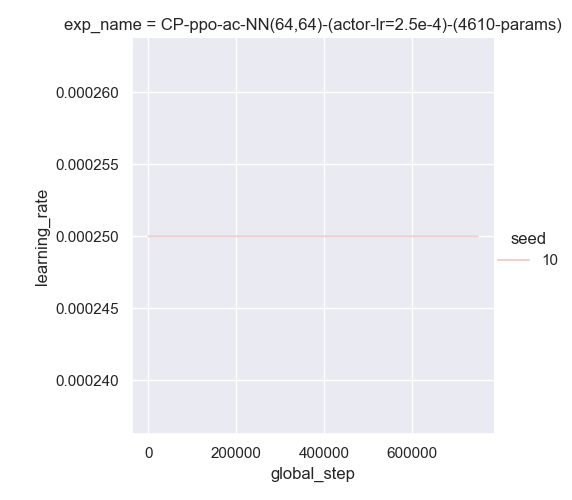 exp_name = CP-ppo-ac-NN(64,64)-(actor-lr=2.5e-4)-(4610-params)
0.000260
0.000255
0.000250
0.000245
0.000240
learning_rate
seed
10
0
200000
400000
600000
global_step